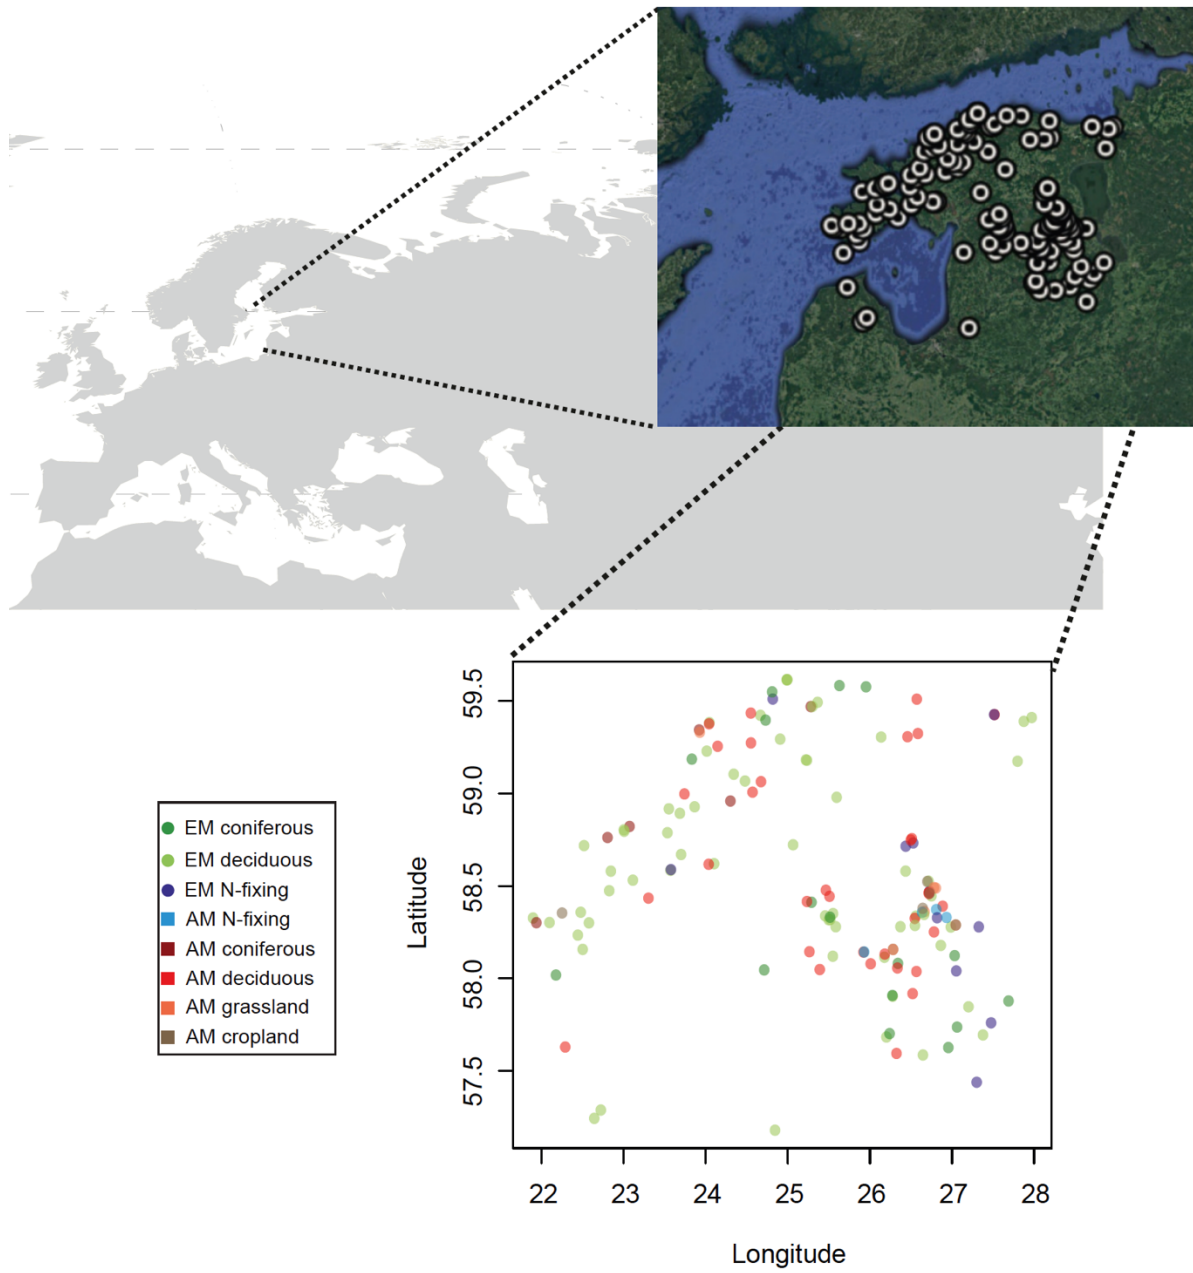 EM coniferous
EM deciduous
EM N-fixing
AM N-fixing
AM coniferous
AM deciduous
AM grassland
AM cropland
Latitude
59.5
59.0
58.5
58.0
57.5
22 23 24 25 26 27 28
Longitude